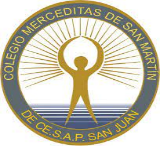 COLEGIO MERCEDITAS DE SAN MARTIN
DE CE.S.A.P. SAN JUAN